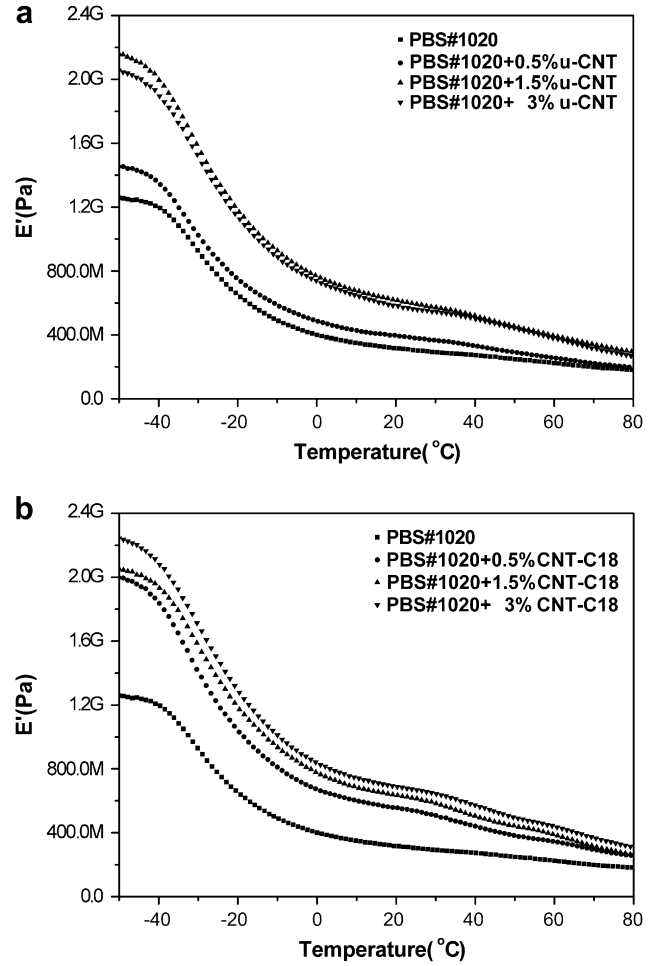 a
2.4G
2.0G
1.6G
1.2G
800.0M
400.0M
0.0
E'(Pa)
PBS#1020
PBS#1020+0.5%u-CNT
PBS#1020+1.5%u-CNT
PBS#1020+ 3% u-CNT
-40 -20 0 20 40 60 80
Temperature( °C)
b
2.4G
2.0G
1.6G
1.2G
800.0M
400.0M
0.0
E'(Pa)
PBS#1020
PBS#1020+0.5%CNT-C18
PBS#1020+1.5%CNT-C18
PBS#1020+ 3% CNT-C18
-40 -20 0 20 40 60 80
Temperature( °C)